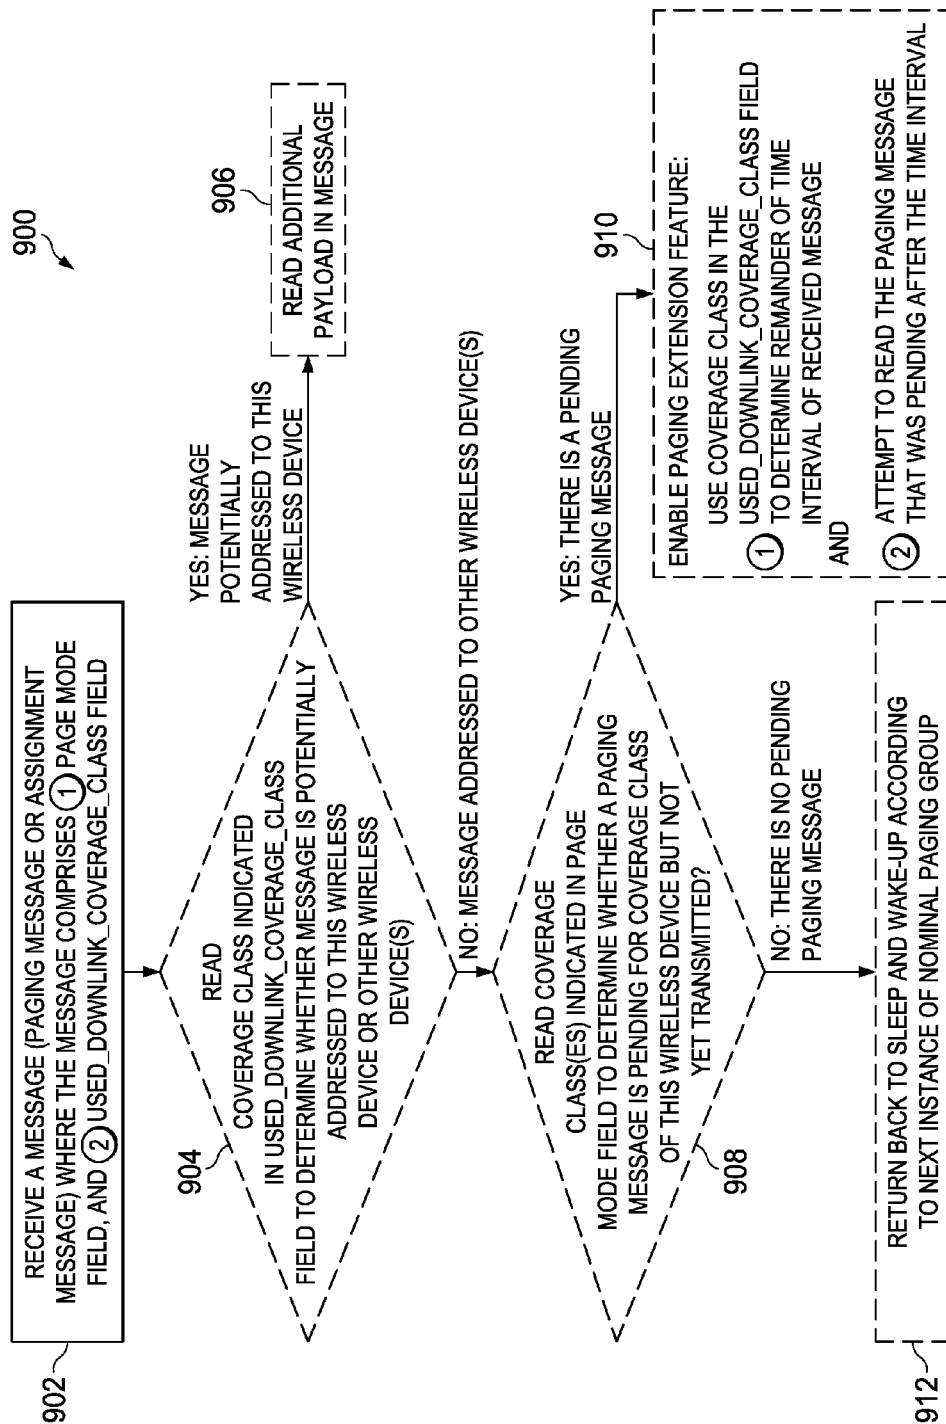 900
902
RECEIVE A MESSAGE (PAGING MESSAGE OR ASSIGNMENT
MESSAGE) WHERE THE MESSAGE COMPRISES 1 PAGE MODE
FIELD, AND 2 USED_DOWNLINK_COVERAGE_CLASS FIELD
904
READ
COVERAGE CLASS INDICATED
IN USED_DOWNLINK_COVERAGE_CLASS
FIELD TO DETERMINE WHETHER MESSAGE IS POTENTIALLY
ADDRESSED TO THIS WIRELESS
DEVICE OR OTHER WIRELESS
DEVICE(S)
YES: MESSAGE
POTENTIALLY
ADDRESSED TO THIS
WIRELESS DEVICE
906
READ ADDITIONAL
PAYLOAD IN MESSAGE
NO: MESSAGE ADDRESSED TO OTHER WIRELESS DEVICE(S)
908
READ COVERAGE
CLASS(ES) INDICATED IN PAGE
MODE FIELD TO DETERMINE WHETHER A PAGING
MESSAGE IS PENDING FOR COVERAGE CLASS
OF THIS WIRELESS DEVICE BUT NOT
YET TRANSMITTED?
YES: THERE IS A PENDING
PAGING MESSAGE
910
ENABLE PAGING EXTENSION FEATURE:
USE COVERAGE CLASS IN THE
USED_DOWNLINK_COVERAGE_CLASS FIELD
1 TO DETERMINE REMAINDER OF TIME
INTERVAL OF RECEIVED MESSAGE
AND
ATTEMPT TO READ THE PAGING MESSAGE
2 THAT WAS PENDING AFTER THE TIME INTERVAL
NO: THERE IS NO PENDING
PAGING MESSAGE
912
RETURN BACK TO SLEEP AND WAKE-UP ACCORDING
TO NEXT INSTANCE OF NOMINAL PAGING GROUP